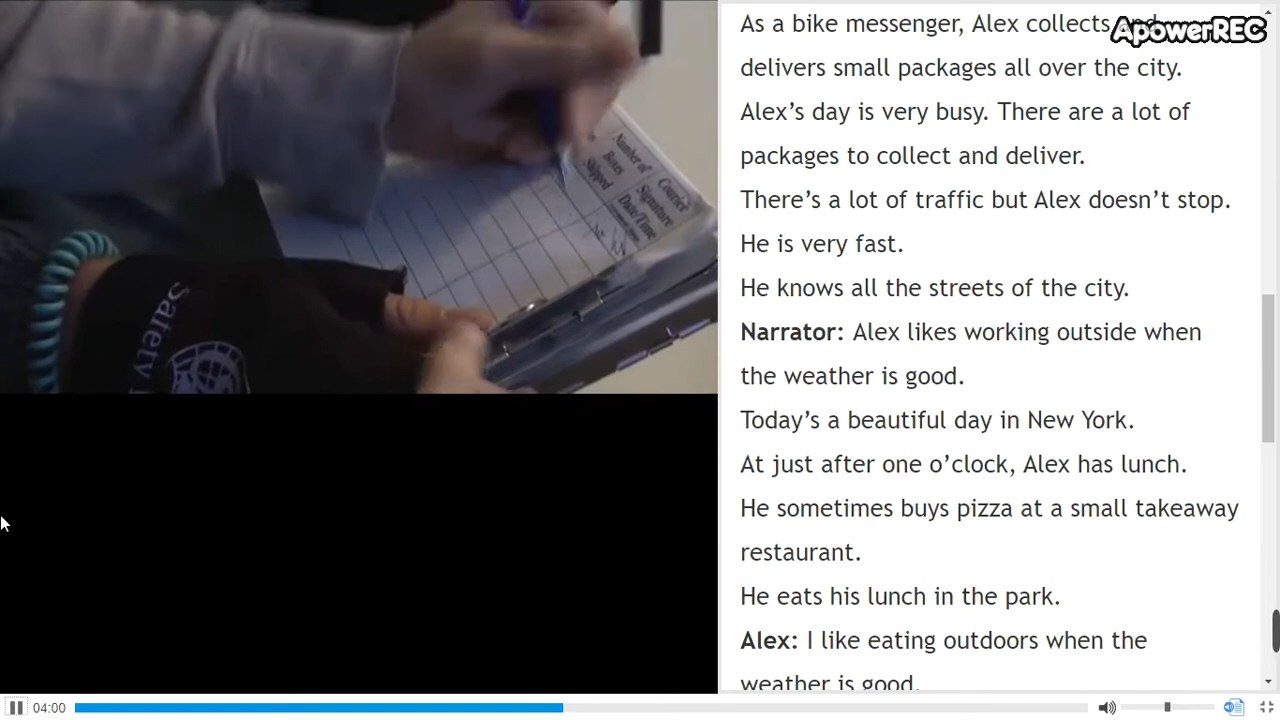 As a bike messenger, Alex collects
ApowerREC
delivers small packages all over the city.
Alex’s day is very busy. There are a lot of
packages to collect and deliver.
There’s a lot of traffic but Alex doesn’t stop.
He is very fast.
He knows all the streets of the city.
Narrator: Alex likes working outside when
the weather is good.
Today’s a beautiful day in New York.
At just after one o’clock, Alex has lunch.
He sometimes buys pizza at a small takeaway
restaurant.
He eats his lunch in the park.
Alex: I like eating outdoors when the
weather is good.
Number of
Boxes
Shipped
Courier
Signature
Date/Time
Safety
04:00